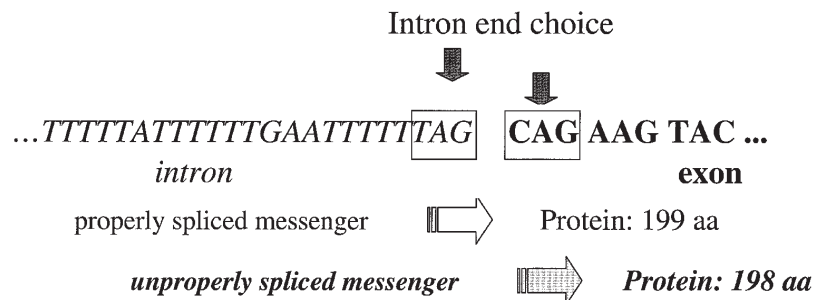 Intron end choice
...TTTTTATTTTTTGAATTTTTTTAG CAG AAG TAC ...
intron exon
properly spliced messenger Protein: 199 aa
unproperly spliced messenger Protein: 198 aa